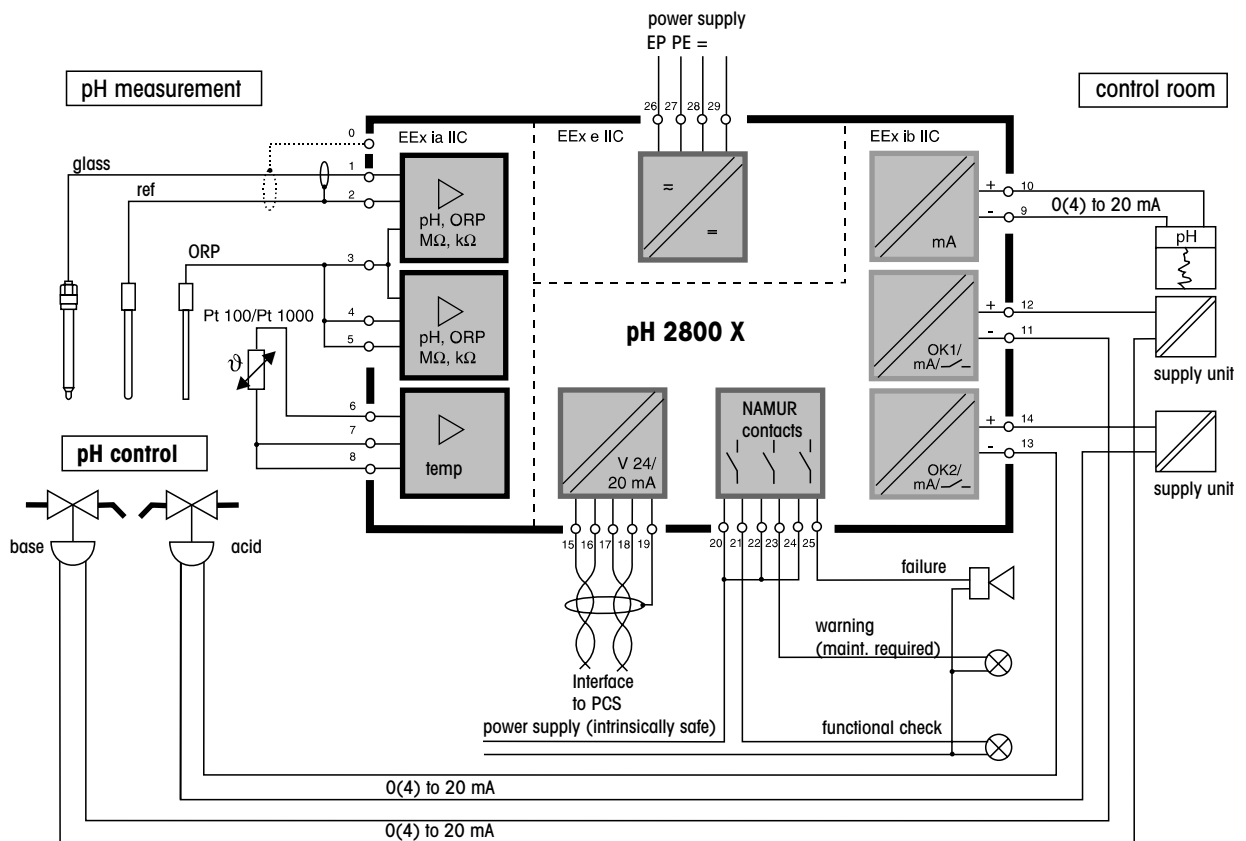 power supply
EP PE =
pH measurement
control room
26 27 28 29
0
EEx ia IIC
EEx e IIC
EEx ib IIC
glass
1
ref
2
pH, ORP
MΩ, kΩ
≈
=
mA
+
10
-
9
0(4) to 20 mA
pH
ORP
3
Pt 100/Pt 1000
4
5
pH, ORP
MΩ, kΩ
pH 2800 X
+
12
-
11
OK1/
mA/
supply unit
ϑ
6
7
8
temp
V 24/
20 mA
NAMUR
contacts
+
14
-
13
OK2/
mA/
supply unit
pH control
base
acid
15 16 17 18 19
20 21 22 23 24 25
failure
warning
(maint. required)
Interface
to PCS
power supply (intrinsically safe)
functional check
0(4) to 20 mA
0(4) to 20 mA